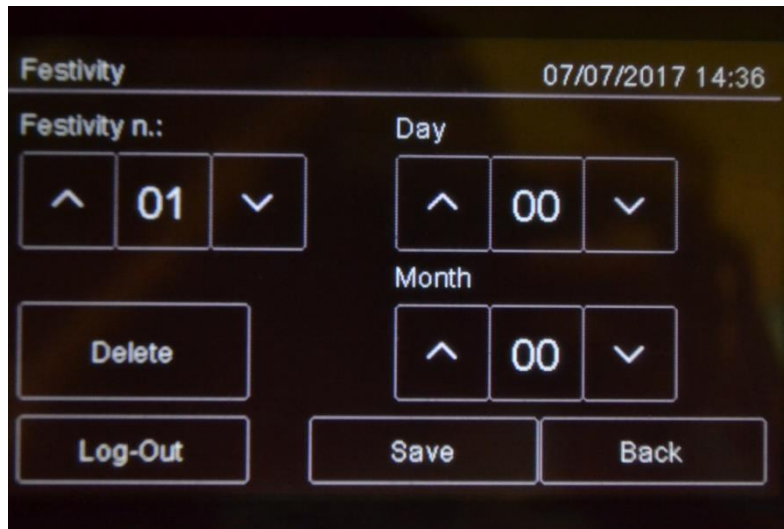 Festivity 07/07/2017 14:36
Festivity n.: Day
01 00
Month
Delete 00
Log-Out Save Back